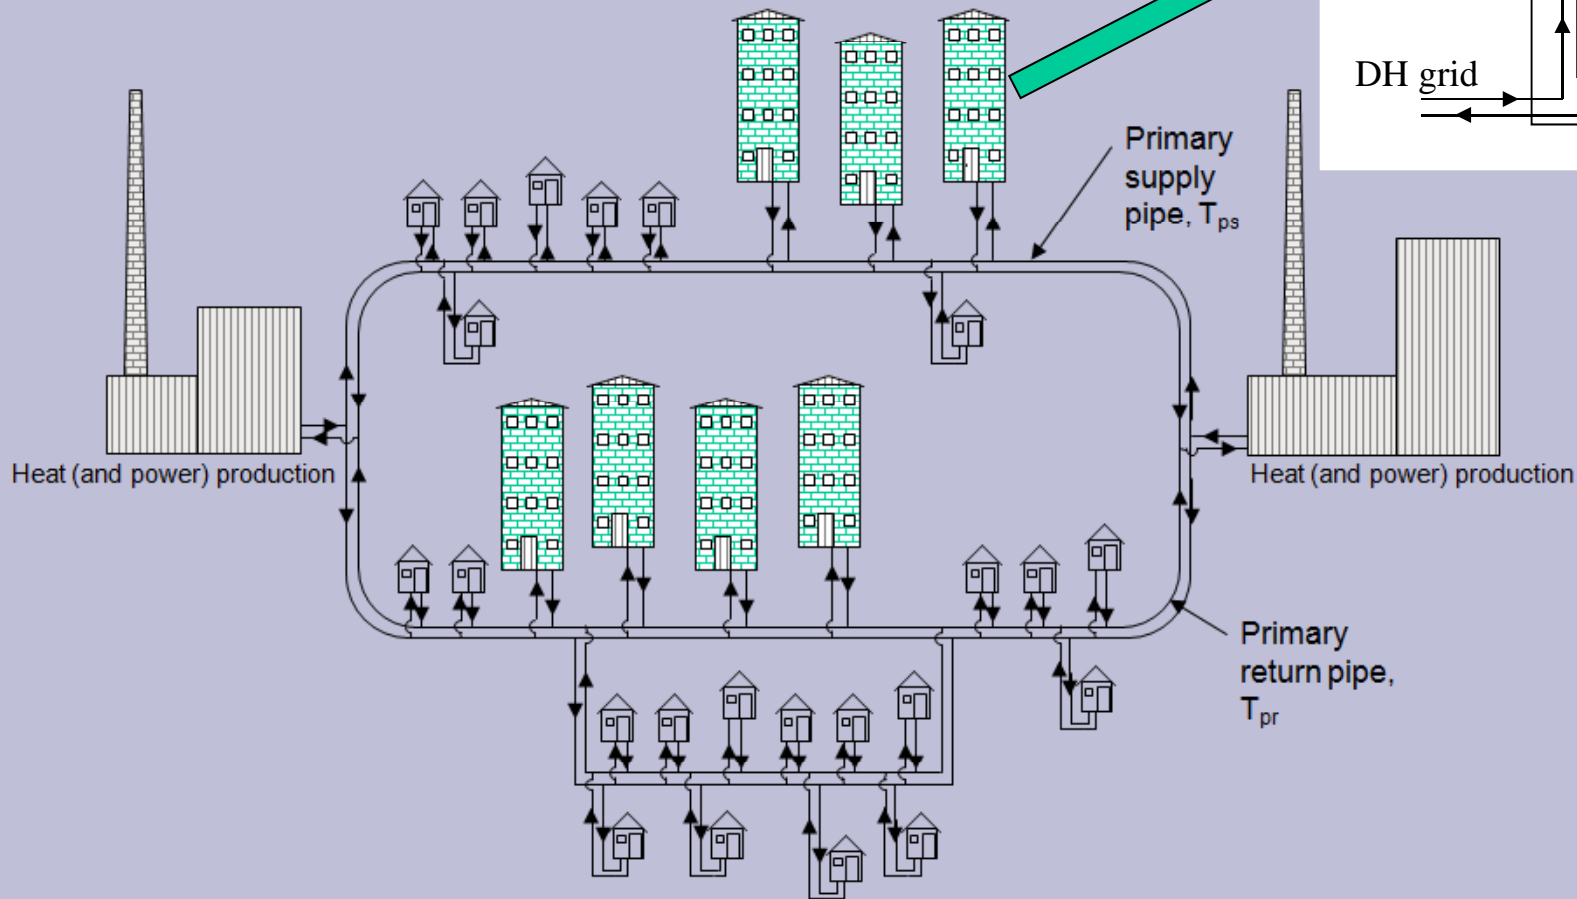 DH grid
Primary
supply
pipe, Tps
Heat (and power) production
Heat (and power) production
Primary
return pipe,
Tpr